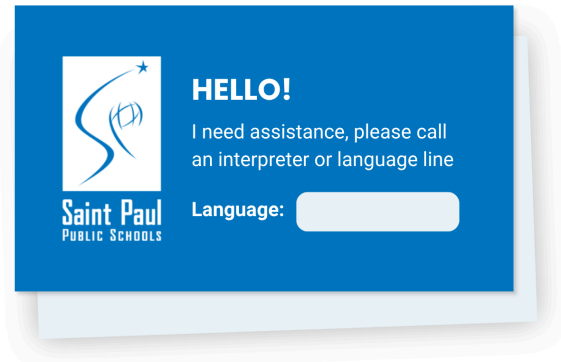 HELLO!
I need assistance, please call
an interpreter or language line
Language:
Saint Paul
PUBLIC SCHOOLS